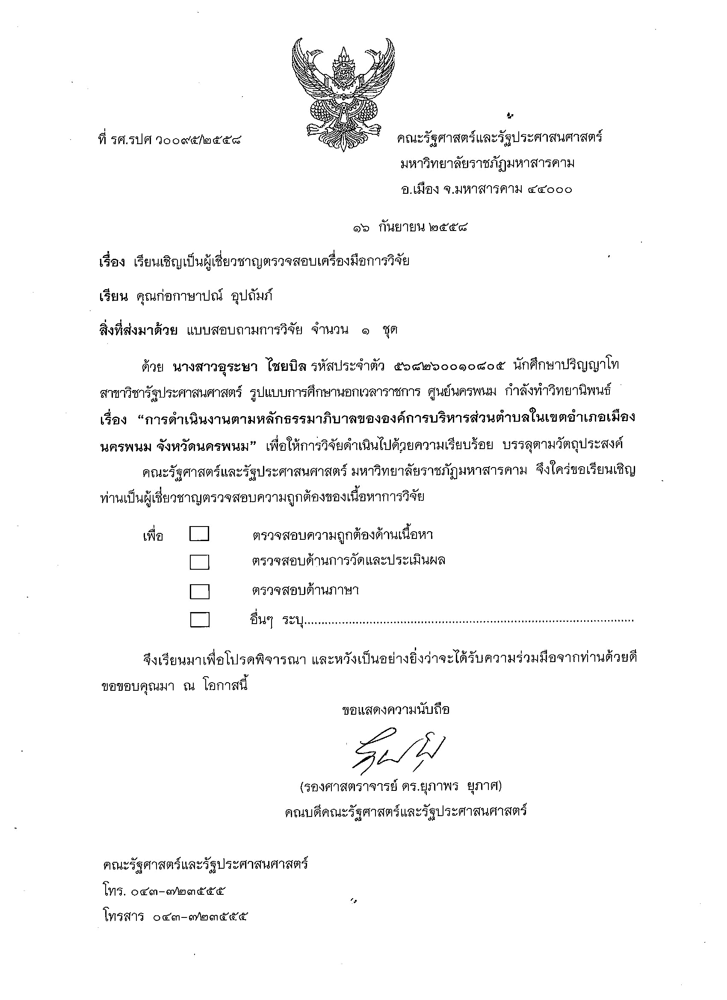 ที่ รศ.รปศ ว๐๐๙๕/๒๕๕๘
คณะรัฐศาสตร์และรัฐประศาสนศาสตร์
มหาวิทยาลัยราชภัฏมหาสารคาม
อ.เมือง จ.มหาสารคาม ๔๔๐๐๐
๑๖ กันยายน ๒๕๕๘
เรื่อง เรียนเชิญเป็นผู้เชี่ยวชาญตรวจสอบเครื่องมือการวิจัย
เรียน คุณก่อกาษาปณ์ อุปถัมภ์
สิ่งที่ส่งมาด้วย แบบสอบถามการวิจัย จำนวน ๑ ชุด
ด้วย นางสาวอุระษา ไชยบิล รหัสประจำตัว ๕๖๘๒๖๐๐๑๐๘๐๕ นักศึกษาปริญญาโท
สาขาวิชารัฐประศาสนศาสตร์ รูปแบบการศึกษานอกเวลาราชการ ศูนย์นครพนม กำลังทำวิทยานิพนธ์
เรื่อง “การดำเนินงานตามหลักธรรมาภิบาลขององค์การบริหารส่วนตำบลในเขตอำเภอเมือง
นครพนม จังหวัดนครพนม” เพื่อให้การวิจัยดำเนินไปด้วยความเรียบร้อย บรรลุตามวัตถุประสงค์
คณะรัฐศาสตร์และรัฐประศาสนศาสตร์ มหาวิทยาลัยราชภัฏมหาสารคาม จึงใคร่ขอเรียนเชิญ
ท่านเป็นผู้เชี่ยวชาญตรวจสอบความถูกต้องของเนื้อหาการวิจัย
เพื่อ ตรวจสอบความถูกต้องด้านเนื้อหา
ตรวจสอบด้านการวัดและประเมินผล
ตรวจสอบด้านภาษา
อื่นๆ ระบุ..........................................................................................
จึงเรียนมาเพื่อโปรดพิจารณา และหวังเป็นอย่างยิ่งว่าจะได้รับความร่วมมือจากท่านด้วยดี
ขอขอบคุณมา ณ โอกาสนี้
ขอแสดงความนับถือ
(รองศาสตราจารย์ ดร.ยุภาพร ยุภาศ)
คณบดีคณะรัฐศาสตร์และรัฐประศาสนศาสตร์
คณะรัฐศาสตร์และรัฐประศาสนศาสตร์
โทร. ๐๔๓-๓๗๒๓๕๕๕
โทรสาร ๐๔๓-๓๗๒๓๕๕๕